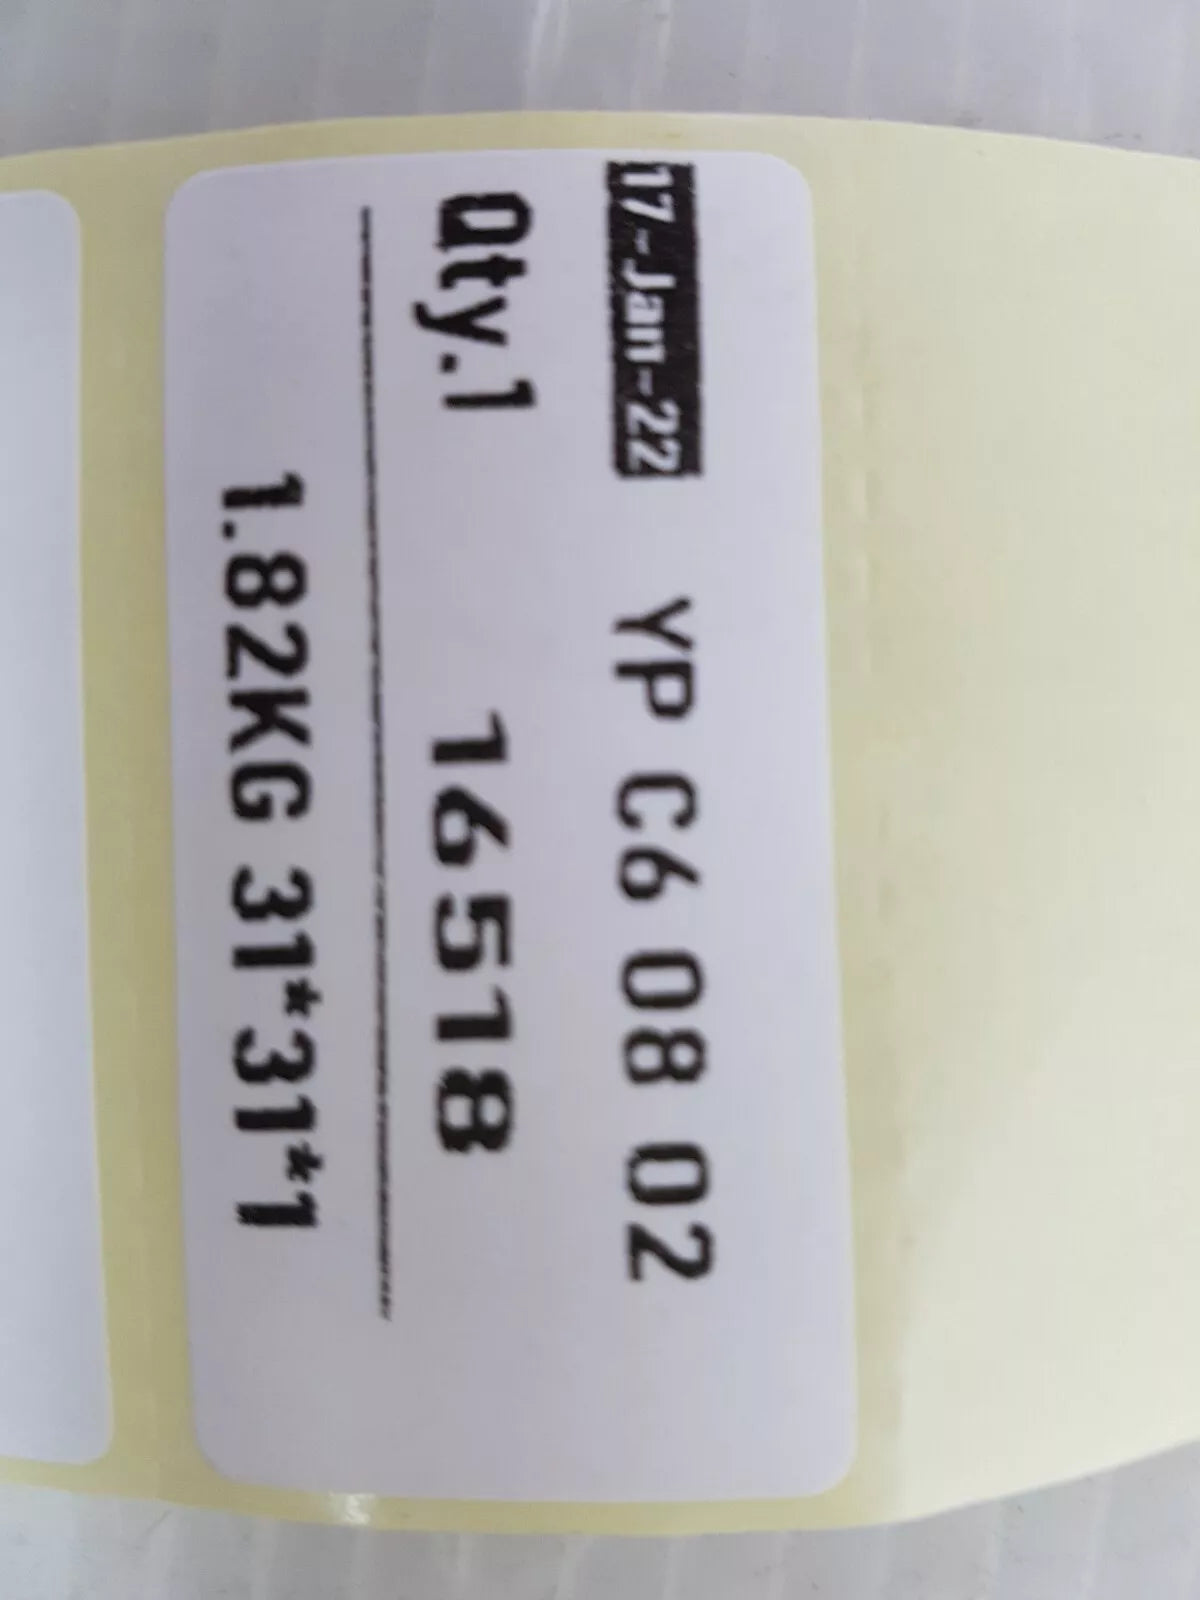 17-Jan-22 YP C6 08 02
Qty.1 16518
1.82KG 31*31*1